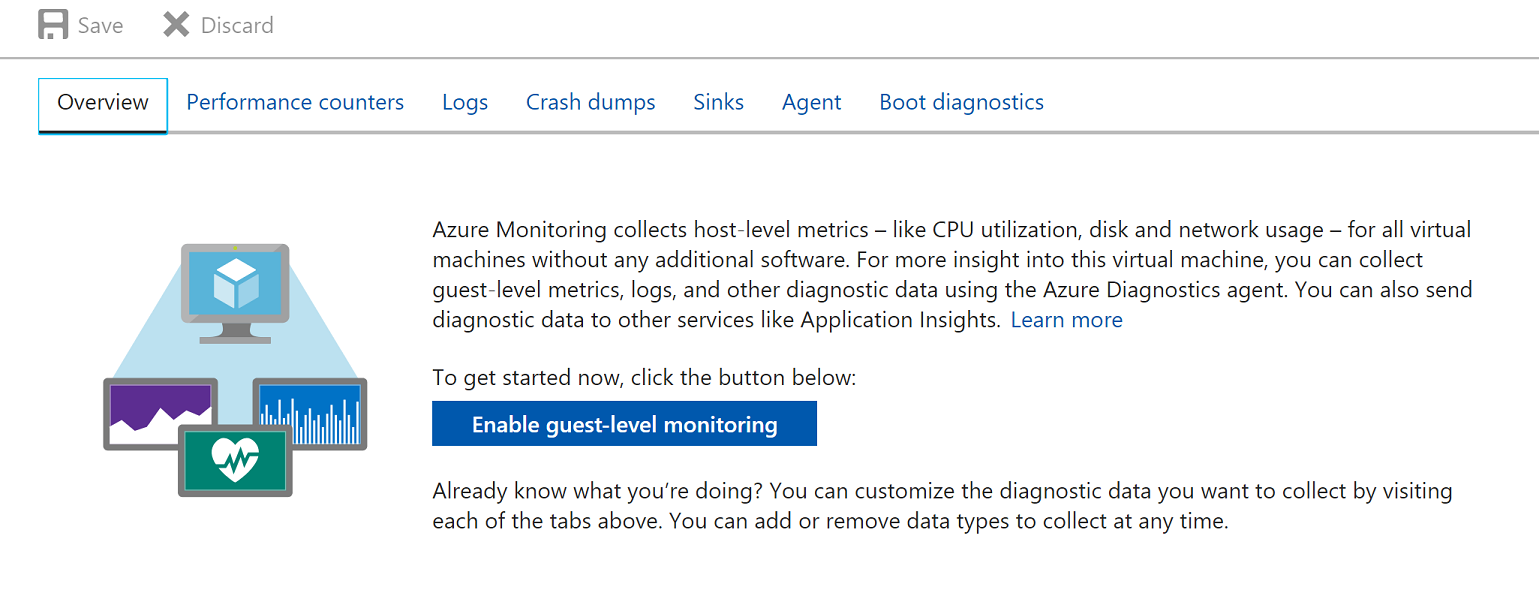 Save Discard
Overview Performance counters Logs Crash dumps Sinks Agent Boot diagnostics
Azure Monitoring collects host-level metrics – like CPU utilization, disk and network usage – for all virtual
machines without any additional software. For more insight into this virtual machine, you can collect
guest-level metrics, logs, and other diagnostic data using the Azure Diagnostics agent. You can also send
diagnostic data to other services like Application Insights. Learn more
To get started now, click the button below:
Enable guest-level monitoring
Already know what you’re doing? You can customize the diagnostic data you want to collect by visiting
each of the tabs above. You can add or remove data types to collect at any time.